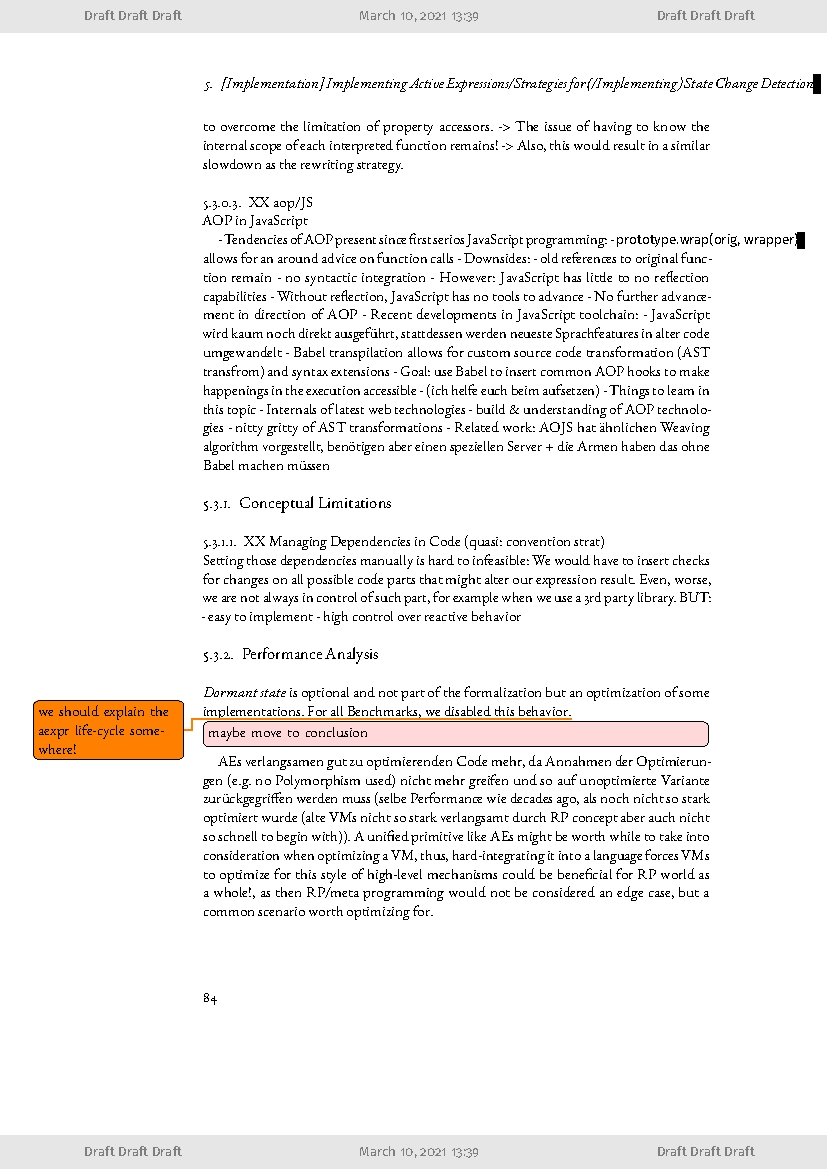 Draft Draft Draft March 10, 2021 13:39 Draft Draft Draft
5. [Implementation] Implementing Active Expressions/Strategies for (/Implementing) State Change Detection
to overcome the limitation of property accessors. -> The issue of having to know the
internal scope of each interpreted function remains! -> Also, this would result in a similar
slowdown as the rewriting strategy.
5.3.0.3. XX aop/JS
AOP in JavaScript
- Tendencies of AOP present since first serios JavaScript programming: - prototype.wrap(orig, wrapper)
allows for an around advice on function calls - Downsides: - old references to original func-
tion remain - no syntactic integration - However: JavaScript has little to no reflection
capabilities - Without reflection, JavaScript has no tools to advance - No further advance-
ment in direction of AOP - Recent developments in JavaScript toolchain: - JavaScript
wird kaum noch direkt ausgeführt, stattdessen werden neueste Sprachfeatures in alter code
umgewandelt - Babel transpilation allows for custom source code transformation (AST
transfrom) and syntax extensions - Goal: use Babel to insert common AOP hooks to make
happenings in the execution accessible - (ich helfe euch beim aufsetzen) - Things to learn in
this topic - Internals of latest web technologies - build & understanding of AOP technolo-
gies - nitty gritty of AST transformations - Related work: AOJS hat ähnlichen Weaving
algorithm vorgestellt, benötigen aber einen speziellen Server + die Armen haben das ohne
Babel machen müssen
5.3.1. Conceptual Limitations
5.3.1.1. XX Managing Dependencies in Code (quasi: convention strat)
Setting those dependencies manually is hard to infeasible: We would have to insert checks
for changes on all possible code parts that might alter our expression result. Even, worse,
we are not always in control of such part, for example when we use a 3rd party library. BUT:
- easy to implement - high control over reactive behavior
5.3.2. Performance Analysis
Dormant state is optional and not part of the formalization but an optimization of some
implementations. For all Benchmarks, we disabled this behavior.
we should explain the
aexpr life-cycle some-
where!
maybe move to conclusion
AEs verlangsamen gut zu optimierenden Code mehr, da Annahmen der Optimierun-
gen (e.g. no Polymorphism used) nicht mehr greifen und so auf unoptimierte Variante
zurückgegriffen werden muss (selbe Performance wie decades ago, als noch nicht so stark
optimiert wurde (alte VMs nicht so stark verlangsamt durch RP concept aber auch nicht
so schnell to begin with)). A unified primitive like AEs might be worth while to take into
consideration when optimizing a VM, thus, hard-integrating it into a language forces VMs
to optimize for this style of high-level mechanisms could be beneficial for RP world as
a whole!, as then RP/meta programming would not be considered an edge case, but a
common scenario worth optimizing for.
84
Draft Draft Draft March 10, 2021 13:39 Draft Draft Draft